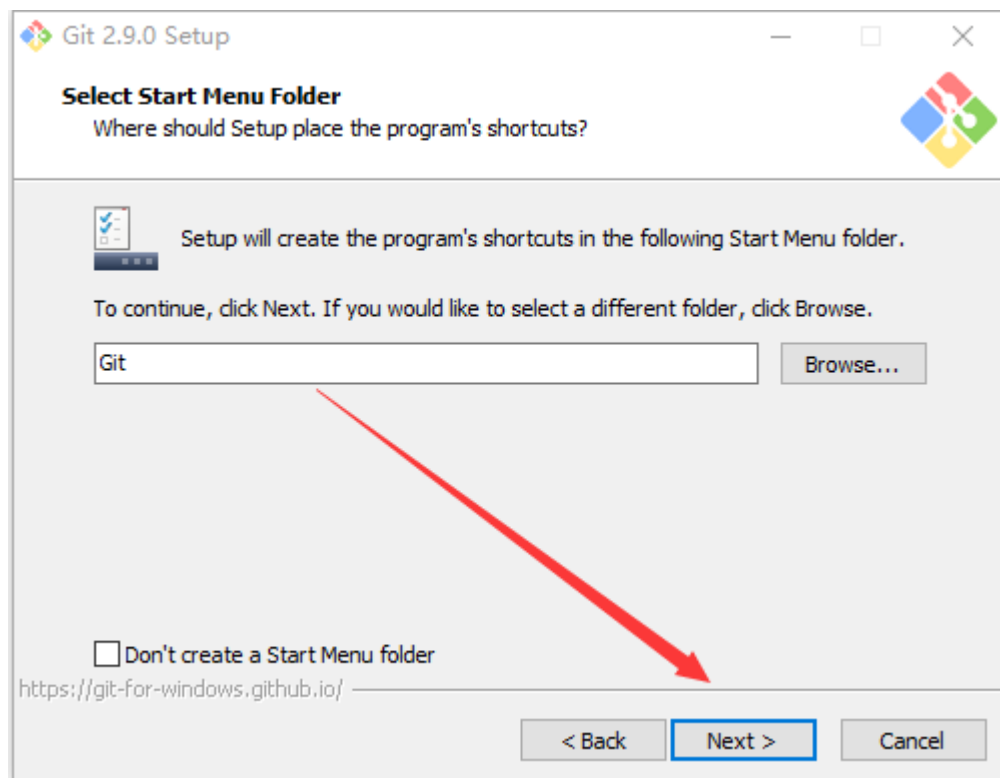 Git 2.9.0 Setup
Select Start Menu Folder
Where should Setup place the program's shortcuts?
Setup will create the program's shortcuts in the following Start Menu folder.
To continue, click Next. If you would like to select a different folder, click Browse.
Git
Browse...
Don't create a Start Menu folder
https://git-for-windows.github.io/
< Back
Next >
Cancel